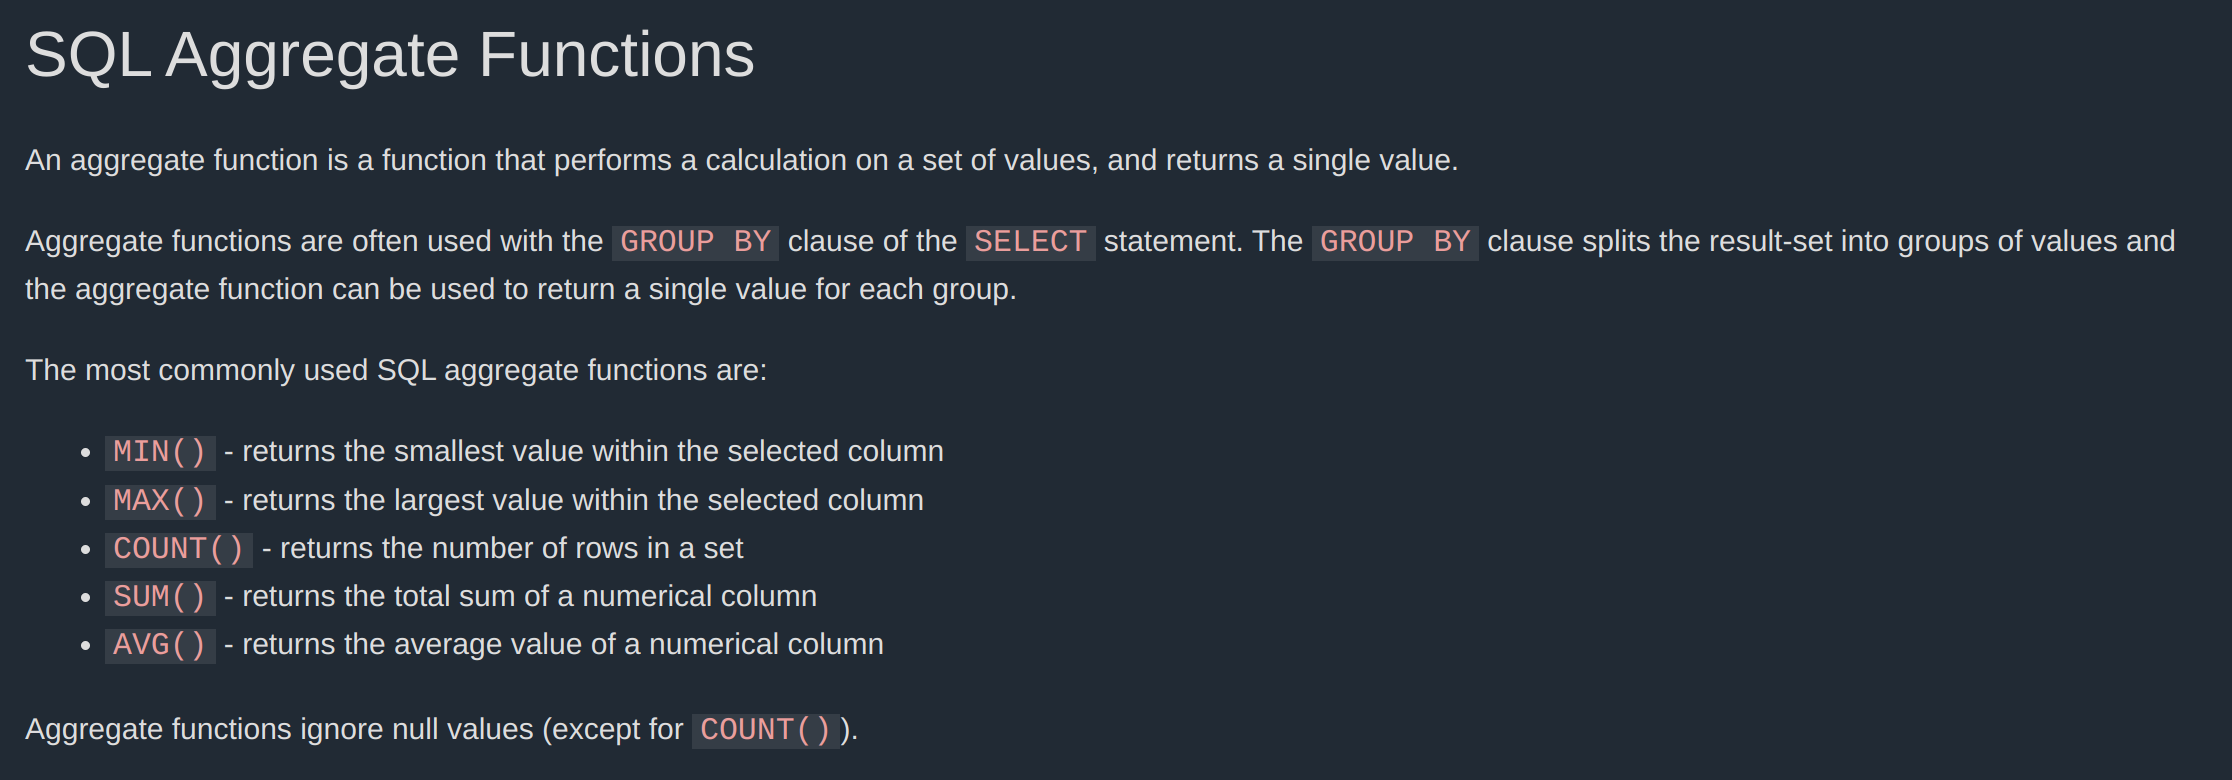 SQL Aggregate Functions
An aggregate function is a function that performs a calculation on a set of values, and returns a single value.
Aggregate functions are often used with the GROUP BY clause of the SELECT statement. The GROUP BY clause splits the result-set into groups of values and
the aggregate function can be used to return a single value for each group.
The most commonly used SQL aggregate functions are:
• MIN() - returns the smallest value within the selected column
• MAX() - returns the largest value within the selected column
• COUNT() - returns the number of rows in a set
• SUM() - returns the total sum of a numerical column
• AVG() - returns the average value of a numerical column
Aggregate functions ignore null values (except for COUNT()).